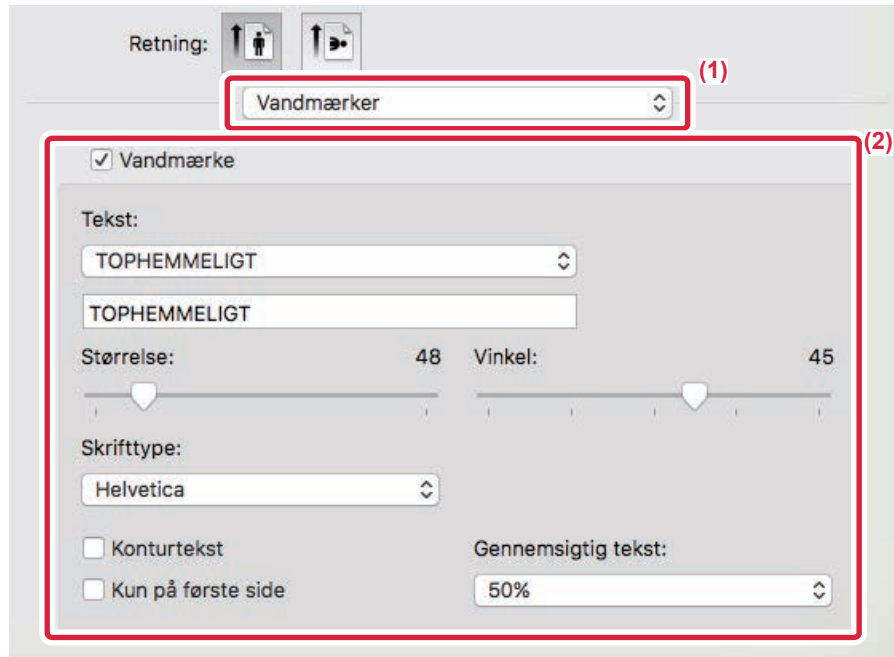 Retning:
(1)
Vandmærker
(2)
Vandmærke
Tekst:
TOPHEMMELIGT
TOPHEMMELIGT
Størrelse: 48 Vinkel: 45
Skrifttype:
Helvetica
Konturtekst Gennemsigtig tekst:
Kun på første side 50%